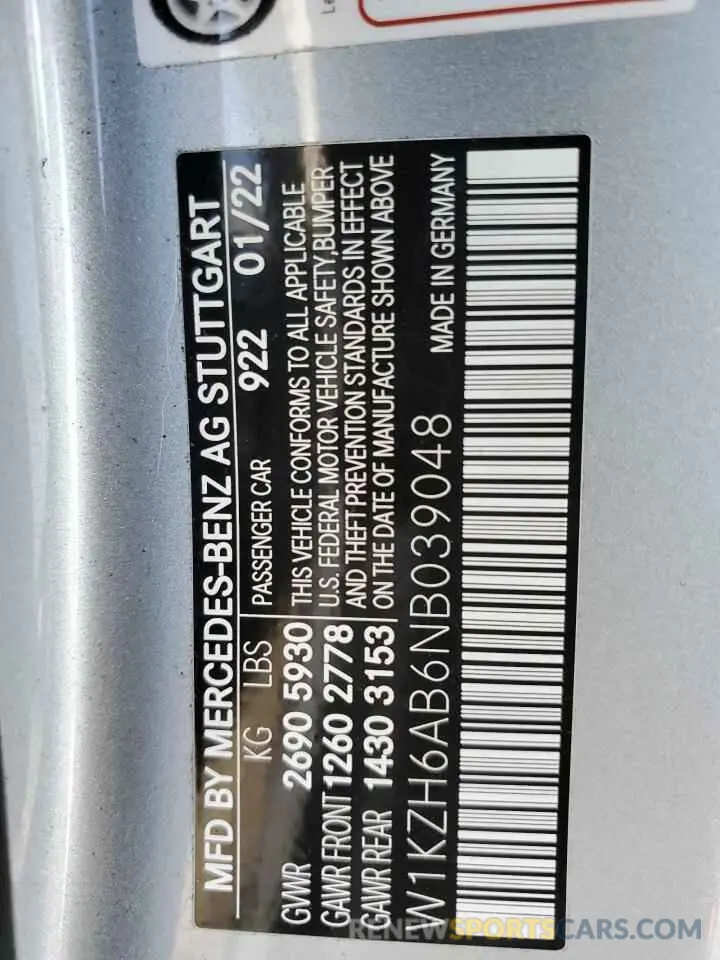 MFD BY MERCEDES-BENZ AG STUTTGART
KG LBS PASSENGER CAR 922 01/22
GVWR 2690 5930 THIS VEHICLE CONFORMS TO ALL APPLICABLE
GAWR FRONT 1260 2778 U.S. FEDERAL MOTOR VEHICLE SAFETY,BUMPER
GAWR REAR 1430 3153 AND THEFT PREVENTION STANDARDS IN EFFECT
ON THE DATE OF MANUFACTURE SHOWN ABOVE
W1KZH6AB6NB039048 MADE IN GERMANY
RENEWSPORTSCARS.COM